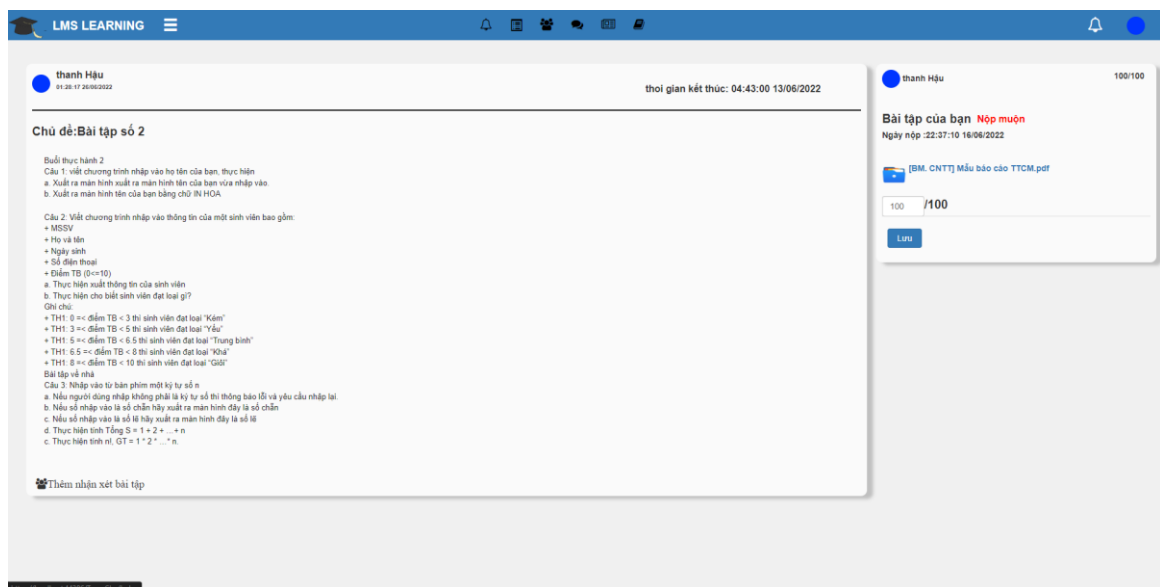 LMS LEARNING
thanh Hậu
01:28:17 26/06/2022
thoi gian kết thúc: 04:43:00 13/06/2022
Chủ đề:Bài tập số 2
Buổi thực hành 2
Câu 1: viết chương trình nhập vào họ tên của bạn, thực hiện
a. Xuất ra màn hình xuất ra màn hình tên của bạn vừa nhập vào.
b. Xuất ra màn hình tên của bạn bằng chữ IN HOA
Câu 2: Viết chương trình nhập vào thông tin của một sinh viên bao gồm:
+ MSSV
+ Họ và tên
+ Ngày sinh
+ Số điện thoại
+ Điểm TB (0<=10)
a. Thực hiện xuất thông tin của sinh viên
b. Thực hiện cho biết sinh viên đạt loại gì?
Ghi chú:
+ TH1: 0 =< điểm TB < 3 thì sinh viên đạt loại “Kém”
+ TH1: 3 =< điểm TB < 5 thì sinh viên đạt loại “Yếu”
+ TH1: 5 =< điểm TB < 6.5 thì sinh viên đạt loại “Trung bình”
+ TH1: 6.5 =< điểm TB < 8 thì sinh viên đạt loại “Khá”
+ TH1: 8 =< điểm TB < 10 thì sinh viên đạt loại “Giỏi”
Bài tập về nhà
Câu 3: Nhập vào từ bàn phím một ký tự số n
a. Nếu người dùng nhập không phải là ký tự số thì thông báo lỗi và yêu cầu nhập lại.
b. Nếu số nhập vào là số chẵn hãy xuất ra màn hình đây là số chẵn
c. Nếu số nhập vào là số lẽ hãy xuất ra màn hình đây là số lẽ
d. Thực hiện tính Tổng S = 1 + 2 + ...+ n
c. Thực hiện tính n!, GT = 1 * 2 * ...* n.
Thêm nhận xét bài tập
thanh Hậu 100/100
Bài tập của bạn Nộp muộn
Ngày nộp :22:37:10 16/06/2022
[BM. CNTT] Mẫu báo cáo TTCM.pdf
100 /100
Lưu